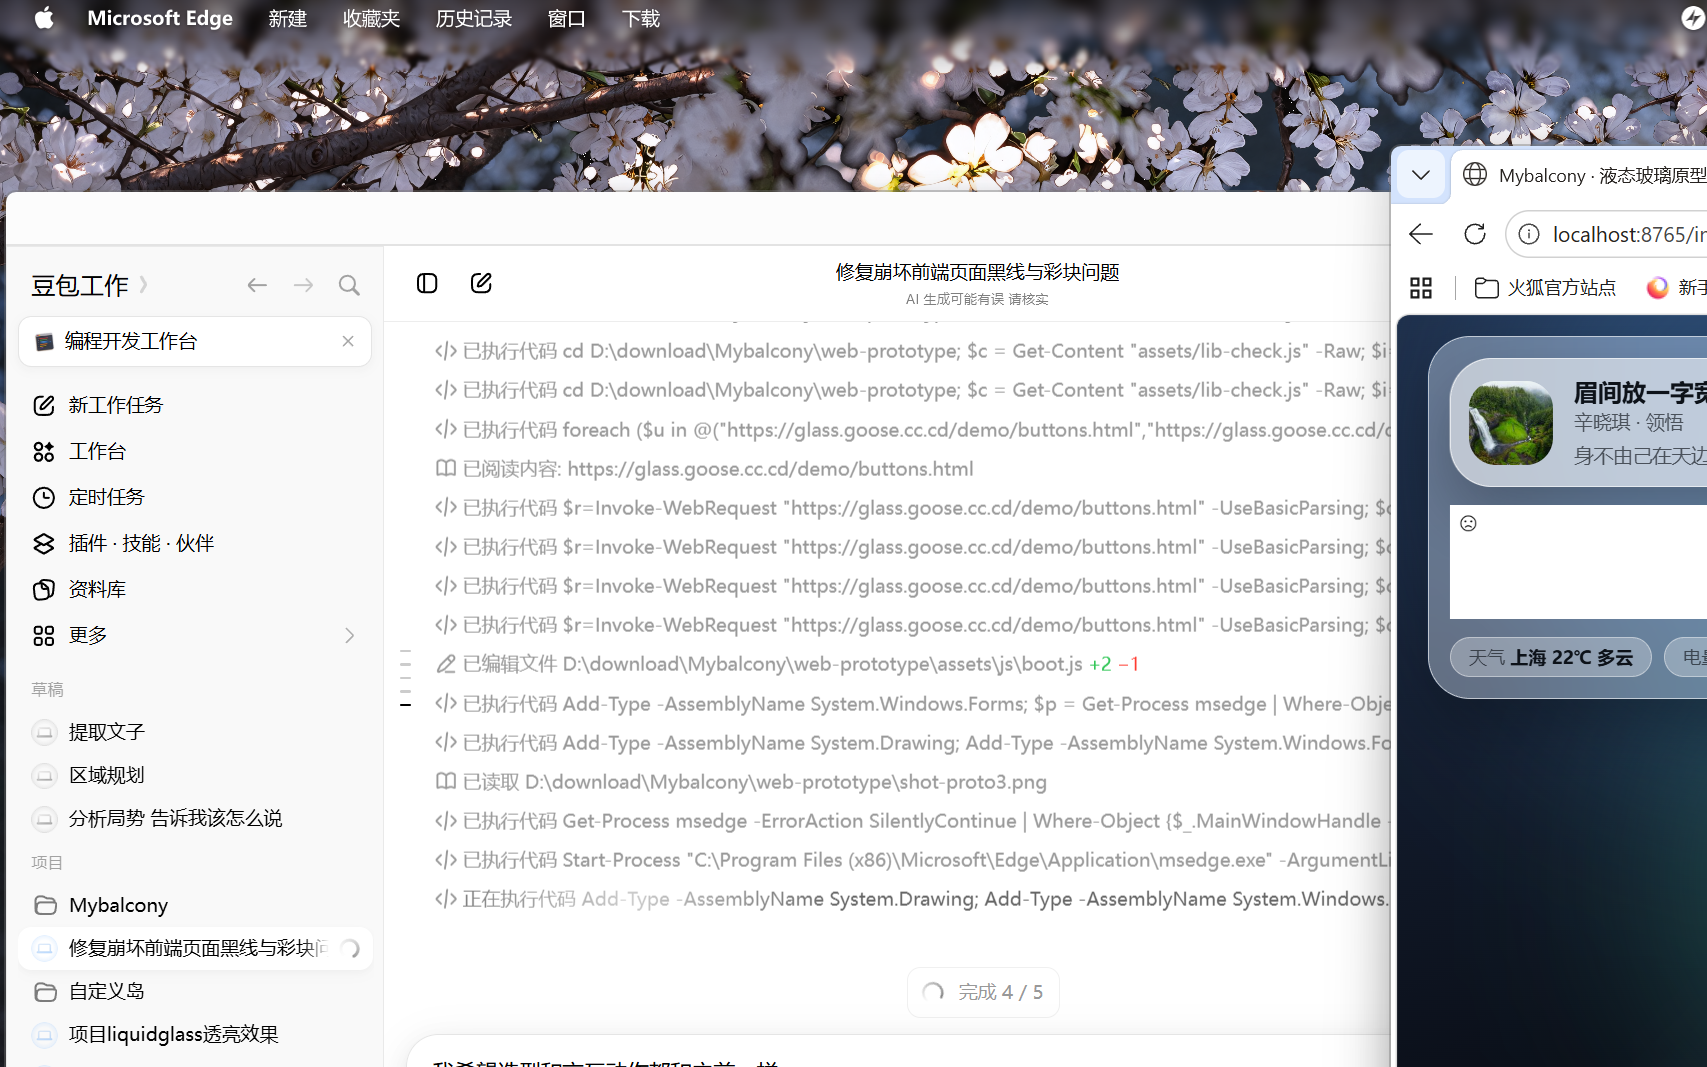 Microsoft Edge 新建 收藏夹 历史记录 窗口 下载
Mybalcony · 液态玻璃原型
localhost:8765/in
火狐官方站点 新手
豆包工作
编程开发工作台
新工作任务
工作台
定时任务
插件 · 技能 · 伙伴
资料库
更多
草稿
提取文子
区域规划
分析局势 告诉我该怎么说
项目
Mybalcony
修复崩坏前端页面黑线与彩块问
自定义岛
项目liquidglass透亮效果
修复崩坏前端页面黑线与彩块问题
AI 生成可能有误 请核实
已执行代码 cd D:\download\Mybalcony\web-prototype; $c = Get-Content "assets/lib-check.js" -Raw; $i=
已执行代码 cd D:\download\Mybalcony\web-prototype; $c = Get-Content "assets/lib-check.js" -Raw; $i=
已执行代码 foreach ($u in @("https://glass.goose.cc.cd/demo/buttons.html","https://glass.goose.cc.cd/c
已阅读内容: https://glass.goose.cc.cd/demo/buttons.html
已执行代码 $r=Invoke-WebRequest "https://glass.goose.cc.cd/demo/buttons.html" -UseBasicParsing; $c
已执行代码 $r=Invoke-WebRequest "https://glass.goose.cc.cd/demo/buttons.html" -UseBasicParsing; $c
已执行代码 $r=Invoke-WebRequest "https://glass.goose.cc.cd/demo/buttons.html" -UseBasicParsing; $c
已执行代码 $r=Invoke-WebRequest "https://glass.goose.cc.cd/demo/buttons.html" -UseBasicParsing; $c
已编辑文件 D:\download\Mybalcony\web-prototype\assets\js\boot.js +2 −1
已执行代码 Add-Type -AssemblyName System.Windows.Forms; $p = Get-Process msedge | Where-Obje
已执行代码 Add-Type -AssemblyName System.Drawing; Add-Type -AssemblyName System.Windows.Fo
已读取 D:\download\Mybalcony\web-prototype\shot-proto3.png
已执行代码 Get-Process msedge -ErrorAction SilentlyContinue | Where-Object {$_.MainWindowHandle -
已执行代码 Start-Process "C:\Program Files (x86)\Microsoft\Edge\Application\msedge.exe" -ArgumentLi
正在执行代码 Add-Type -AssemblyName System.Drawing; Add-Type -AssemblyName System.Windows.
完成 4 / 5
眉间放一字宽
辛晓琪 · 领悟
身不由己在天边
天气 上海 22℃ 多云
电量